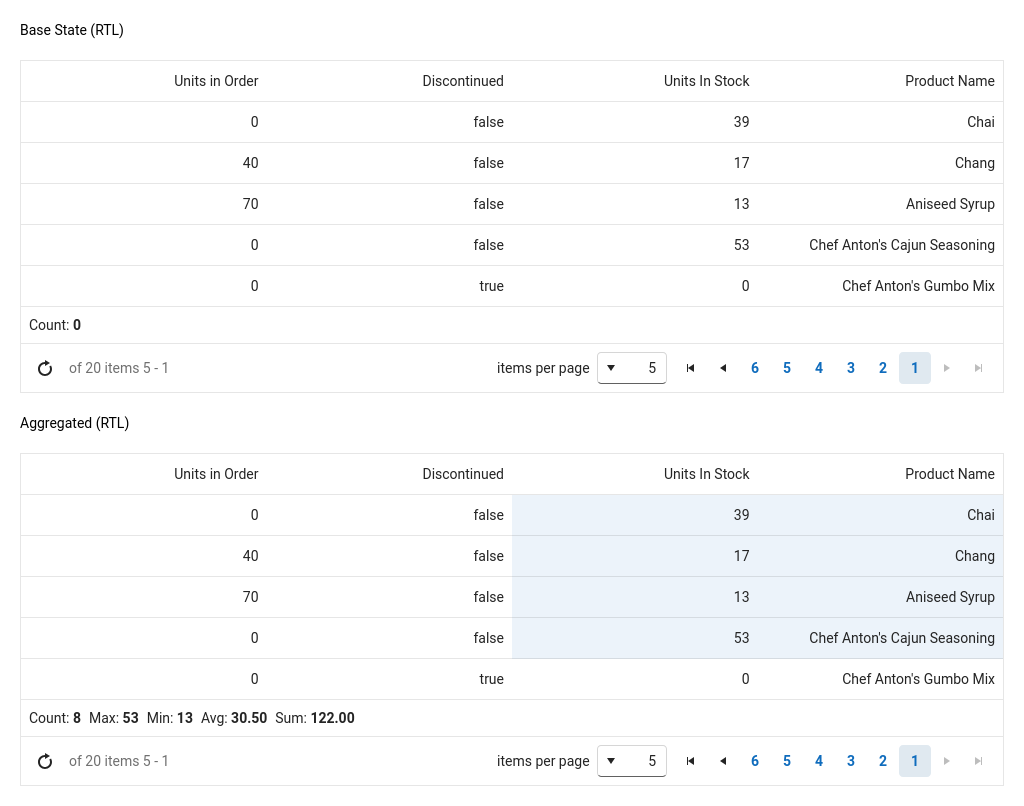 Base State (RTL)
Units in Order Discontinued Units In Stock Product Name
0 false 39 Chai
40 false 17 Chang
70 false 13 Aniseed Syrup
0 false 53 Chef Anton's Cajun Seasoning
0 true 0 Chef Anton's Gumbo Mix
Count: 0
of 20 items 5 - 1 items per page 5 6 5 4 3 2 1
Aggregated (RTL)
Units in Order Discontinued Units In Stock Product Name
0 false 39 Chai
40 false 17 Chang
70 false 13 Aniseed Syrup
0 false 53 Chef Anton's Cajun Seasoning
0 true 0 Chef Anton's Gumbo Mix
Count: 8 Max: 53 Min: 13 Avg: 30.50 Sum: 122.00
of 20 items 5 - 1 items per page 5 6 5 4 3 2 1